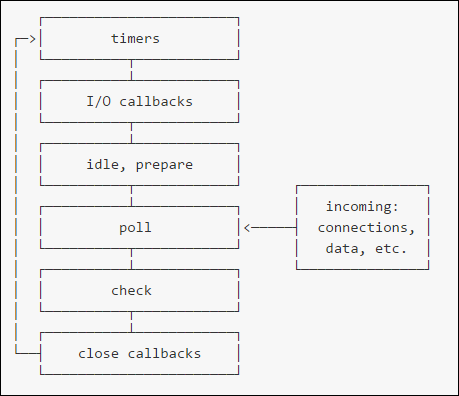 timers
I/O callbacks
idle, prepare
poll
incoming:
connections,
data, etc.
check
close callbacks